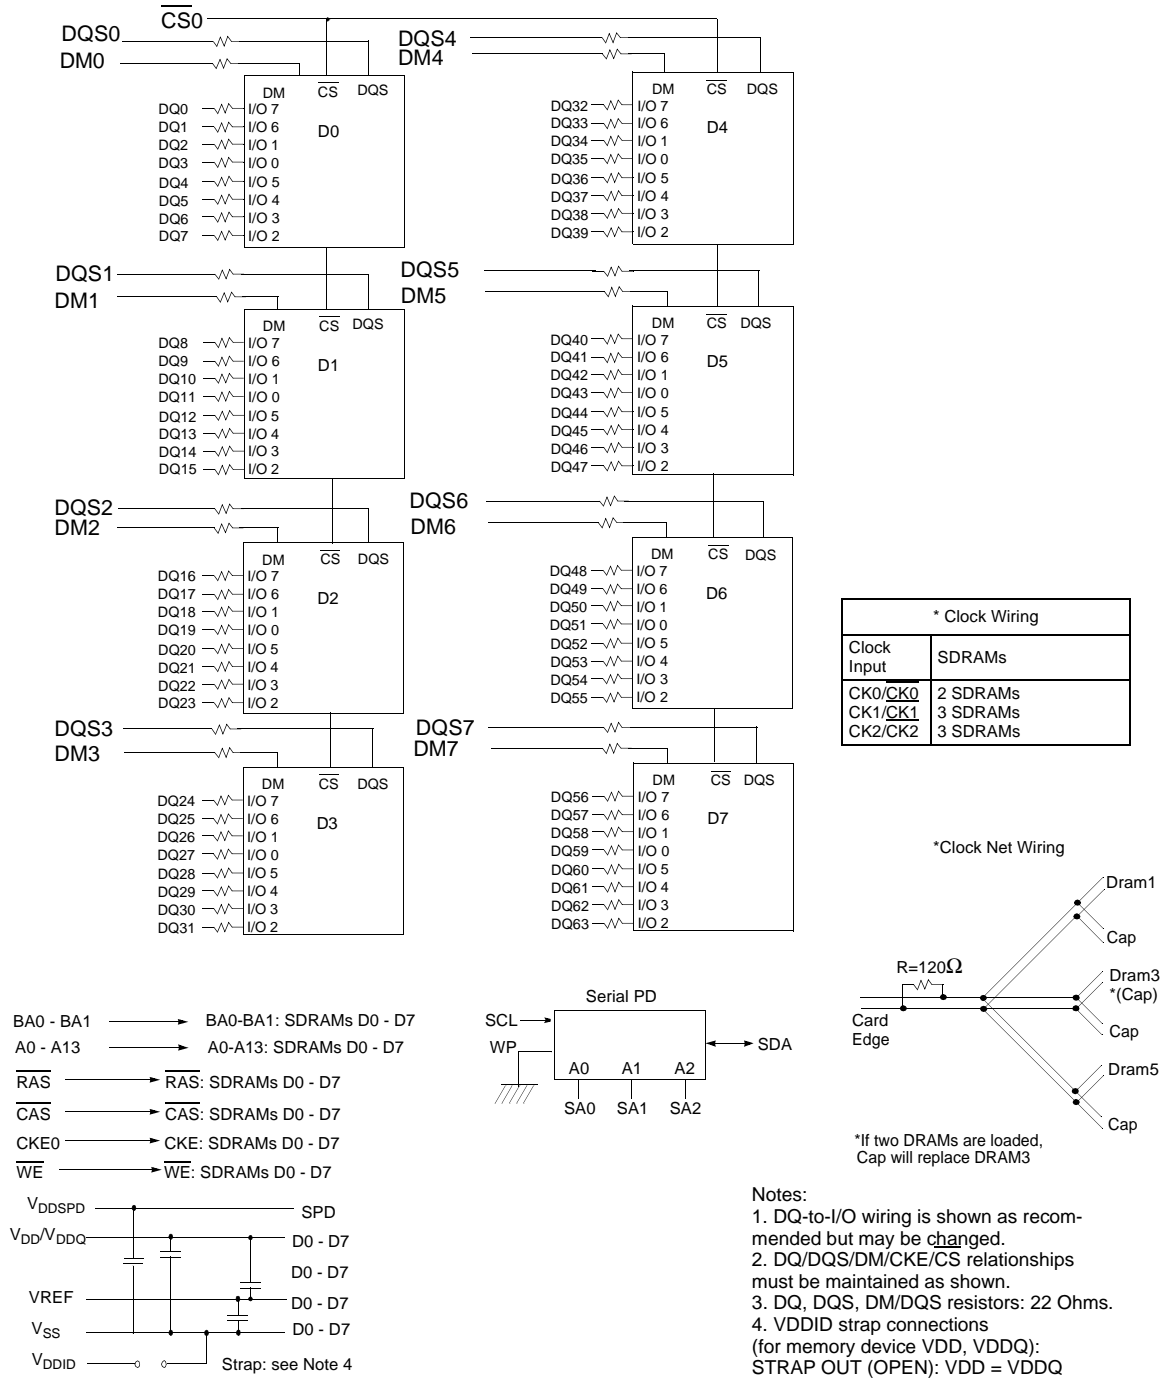 CS0
DQS0
DM0
DM CS DQS
D0
DQ0 I/O 7
DQ1 I/O 6
DQ2 I/O 1
DQ3 I/O 0
DQ4 I/O 5
DQ5 I/O 4
DQ6 I/O 3
DQ7 I/O 2
DQS1
DM1
DM CS DQS
D1
DQ8 I/O 7
DQ9 I/O 6
DQ10 I/O 1
DQ11 I/O 0
DQ12 I/O 5
DQ13 I/O 4
DQ14 I/O 3
DQ15 I/O 2
DQS2
DM2
DM CS DQS
D2
DQ16 I/O 7
DQ17 I/O 6
DQ18 I/O 1
DQ19 I/O 0
DQ20 I/O 5
DQ21 I/O 4
DQ22 I/O 3
DQ23 I/O 2
DQS3
DM3
DM CS DQS
D3
DQ24 I/O 7
DQ25 I/O 6
DQ26 I/O 1
DQ27 I/O 0
DQ28 I/O 5
DQ29 I/O 4
DQ30 I/O 3
DQ31 I/O 2
DQS4
DM4
DM CS DQS
D4
DQ32 I/O 7
DQ33 I/O 6
DQ34 I/O 1
DQ35 I/O 0
DQ36 I/O 5
DQ37 I/O 4
DQ38 I/O 3
DQ39 I/O 2
DQS5
DM5
DM CS DQS
D5
DQ40 I/O 7
DQ41 I/O 6
DQ42 I/O 1
DQ43 I/O 0
DQ44 I/O 5
DQ45 I/O 4
DQ46 I/O 3
DQ47 I/O 2
DQS6
DM6
DM CS DQS
D6
DQ48 I/O 7
DQ49 I/O 6
DQ50 I/O 1
DQ51 I/O 0
DQ52 I/O 5
DQ53 I/O 4
DQ54 I/O 3
DQ55 I/O 2
DQS7
DM7
DM CS DQS
D7
DQ56 I/O 7
DQ57 I/O 6
DQ58 I/O 1
DQ59 I/O 0
DQ60 I/O 5
DQ61 I/O 4
DQ62 I/O 3
DQ63 I/O 2
* Clock Wiring
Clock Input SDRAMs
CK0/CK0 2 SDRAMs
CK1/CK1 3 SDRAMs
CK2/CK2 3 SDRAMs
*Clock Net Wiring
Dram1
Cap
R=120Ω
Dram3
*(Cap)
Cap
Card
Edge
Dram5
Cap
*If two DRAMs are loaded,
Cap will replace DRAM3
BA0 - BA1 BA0-BA1: SDRAMs D0 - D7
A0 - A13 A0-A13: SDRAMs D0 - D7
RAS RAS: SDRAMs D0 - D7
CAS CAS: SDRAMs D0 - D7
CKE0 CKE: SDRAMs D0 - D7
WE WE: SDRAMs D0 - D7
Serial PD
SCL
WP
SDA
A0 A1 A2
SA0 SA1 SA2
VDDSPD SPD
VDD/VDDQ D0 - D7
D0 - D7
VREF D0 - D7
VSS D0 - D7
VDDID Strap: see Note 4
Notes:
1. DQ-to-I/O wiring is shown as recom-
mended but may be changed.
2. DQ/DQS/DM/CKE/CS relationships
must be maintained as shown.
3. DQ, DQS, DM/DQS resistors: 22 Ohms.
4. VDDID strap connections
(for memory device VDD, VDDQ):
STRAP OUT (OPEN): VDD = VDDQ